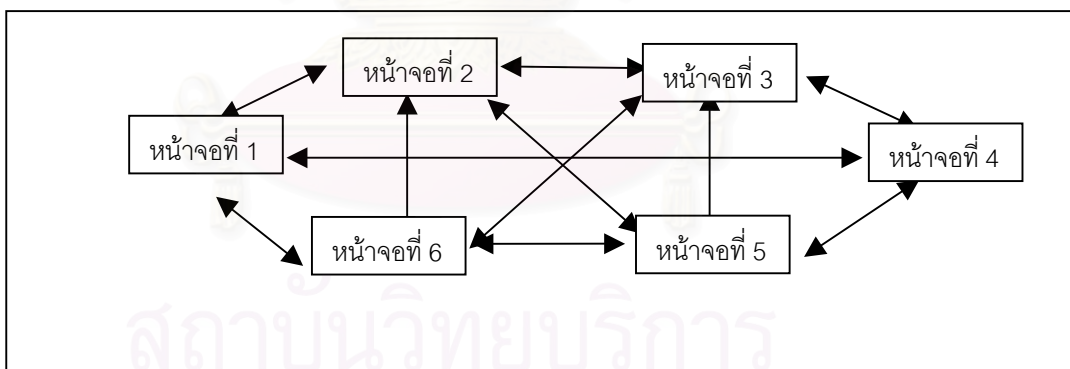 หน้าจอที่ 2
หน้าจอที่ 3
หน้าจอที่ 1
หน้าจอที่ 4
หน้าจอที่ 6
หน้าจอที่ 5
สถาบันวิทยบริการ